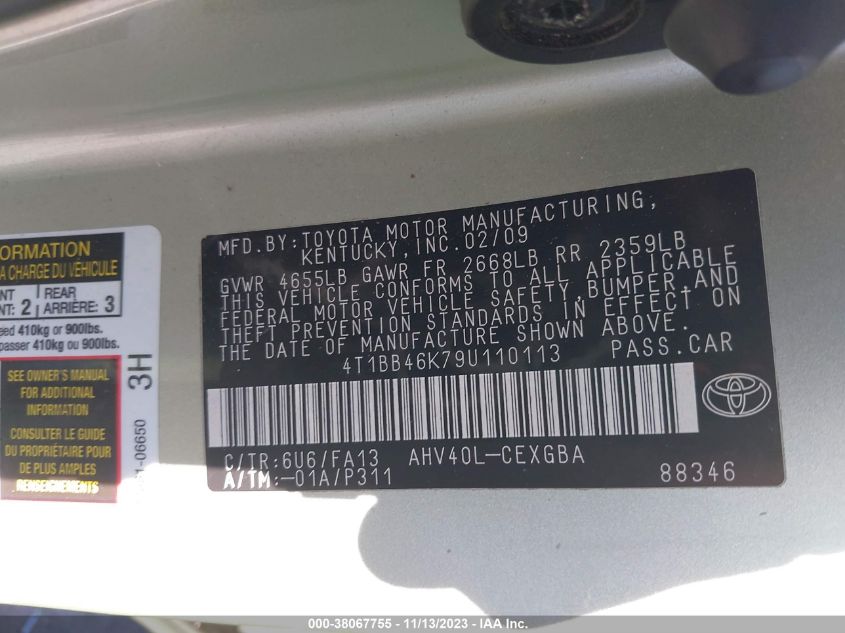 ORMATION
A CHARGE DU VÉHICULE
NT 2 REAR
NT: ARRIÈRE: 3
eed 410kg or 900lbs.
passer 410kg ou 900lbs.
SEE OWNER'S MANUAL
FOR ADDITIONAL
INFORMATION
CONSULTER LE GUIDE
DU PROPRIÉTAIRE POUR
PLUS DE
RENSEIGNEMENTS
3H
1-06650
MFD. BY: TOYOTA MOTOR MANUFACTURING,
KENTUCKY, INC. 02/09
GVWR 4655LB GAWR FR 2668LB RR 2359LB
THIS VEHICLE CONFORMS TO ALL APPLICABLE
FEDERAL MOTOR VEHICLE SAFETY, BUMPER, AND
THEFT PREVENTION STANDARDS IN EFFECT ON
THE DATE OF MANUFACTURE SHOWN ABOVE.
4T1BB46K79U110113 PASS.CAR
C/TR:6U6/FA13 AHV40L-CEXGBA
A/TM:-01A/P311 88346
000-38067755 - 11/13/2023 - IAA Inc.